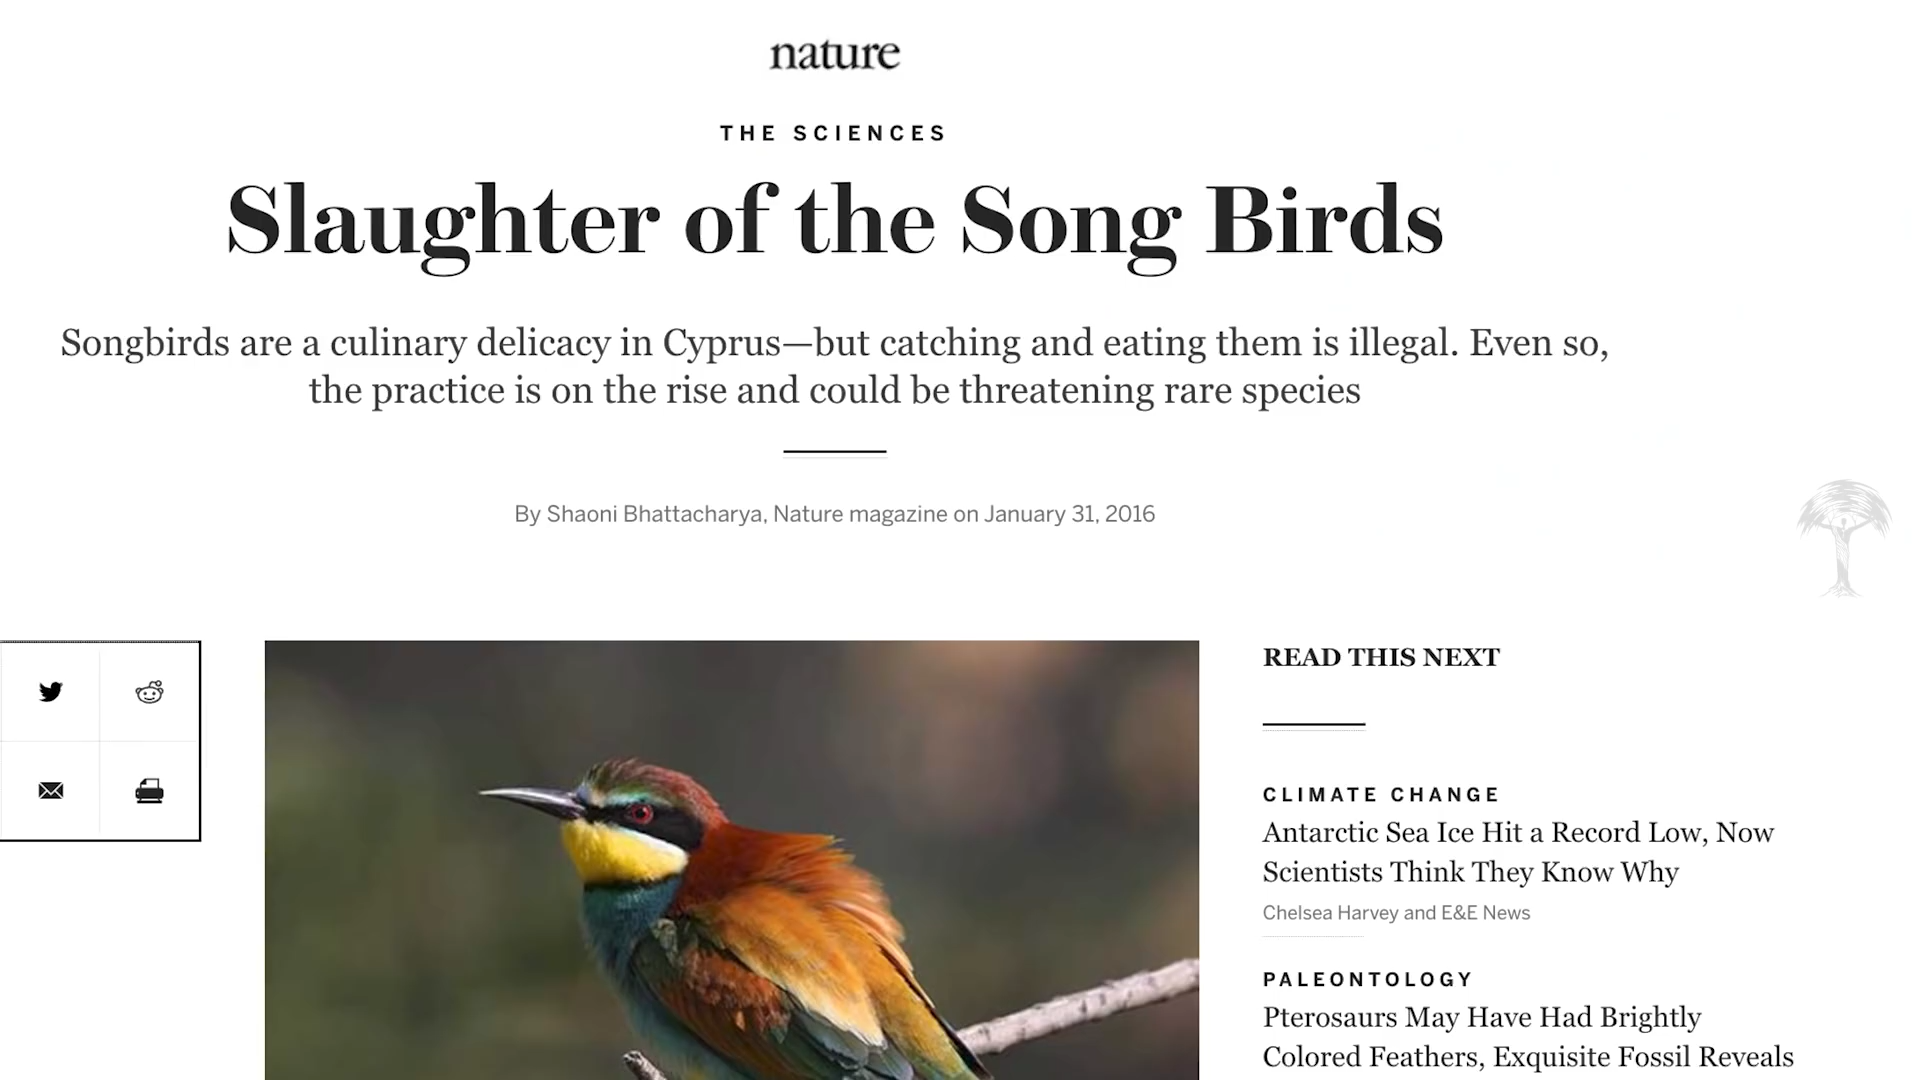 nature
THE SCIENCES
Slaughter of the Song Birds
Songbirds are a culinary delicacy in Cyprus—but catching and eating them is illegal. Even so,
the practice is on the rise and could be threatening rare species
By Shaoni Bhattacharya, Nature magazine on January 31, 2016
READ THIS NEXT
CLIMATE CHANGE
Antarctic Sea Ice Hit a Record Low, Now
Scientists Think They Know Why
Chelsea Harvey and E&E News
PALEONTOLOGY
Pterosaurs May Have Had Brightly
Colored Feathers, Exquisite Fossil Reveals